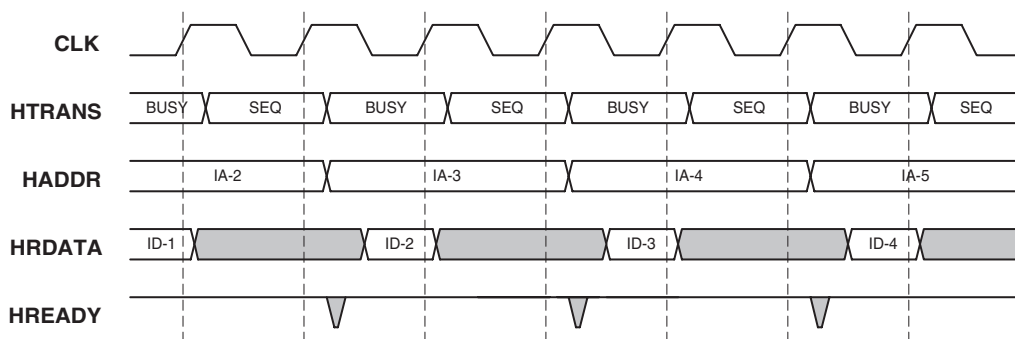 CLK
HTRANS BUSY SEQ BUSY SEQ BUSY SEQ BUSY SEQ
HADDR IA-2 IA-3 IA-4 IA-5
HRDATA ID-1 ID-2 ID-3 ID-4
HREADY